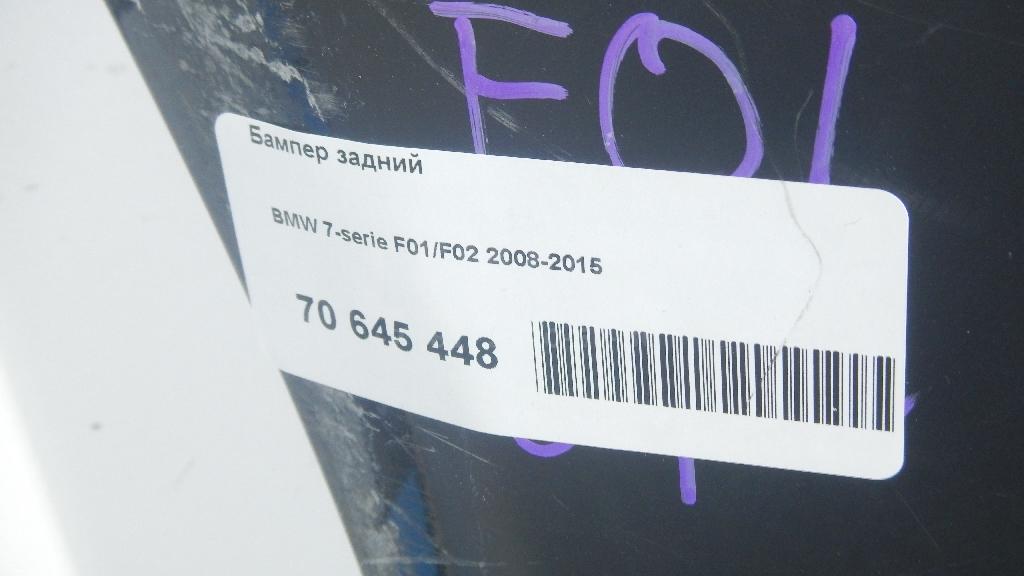 F01
Бампер задний
BMW 7-serie F01/F02 2008-2015
70 645 448